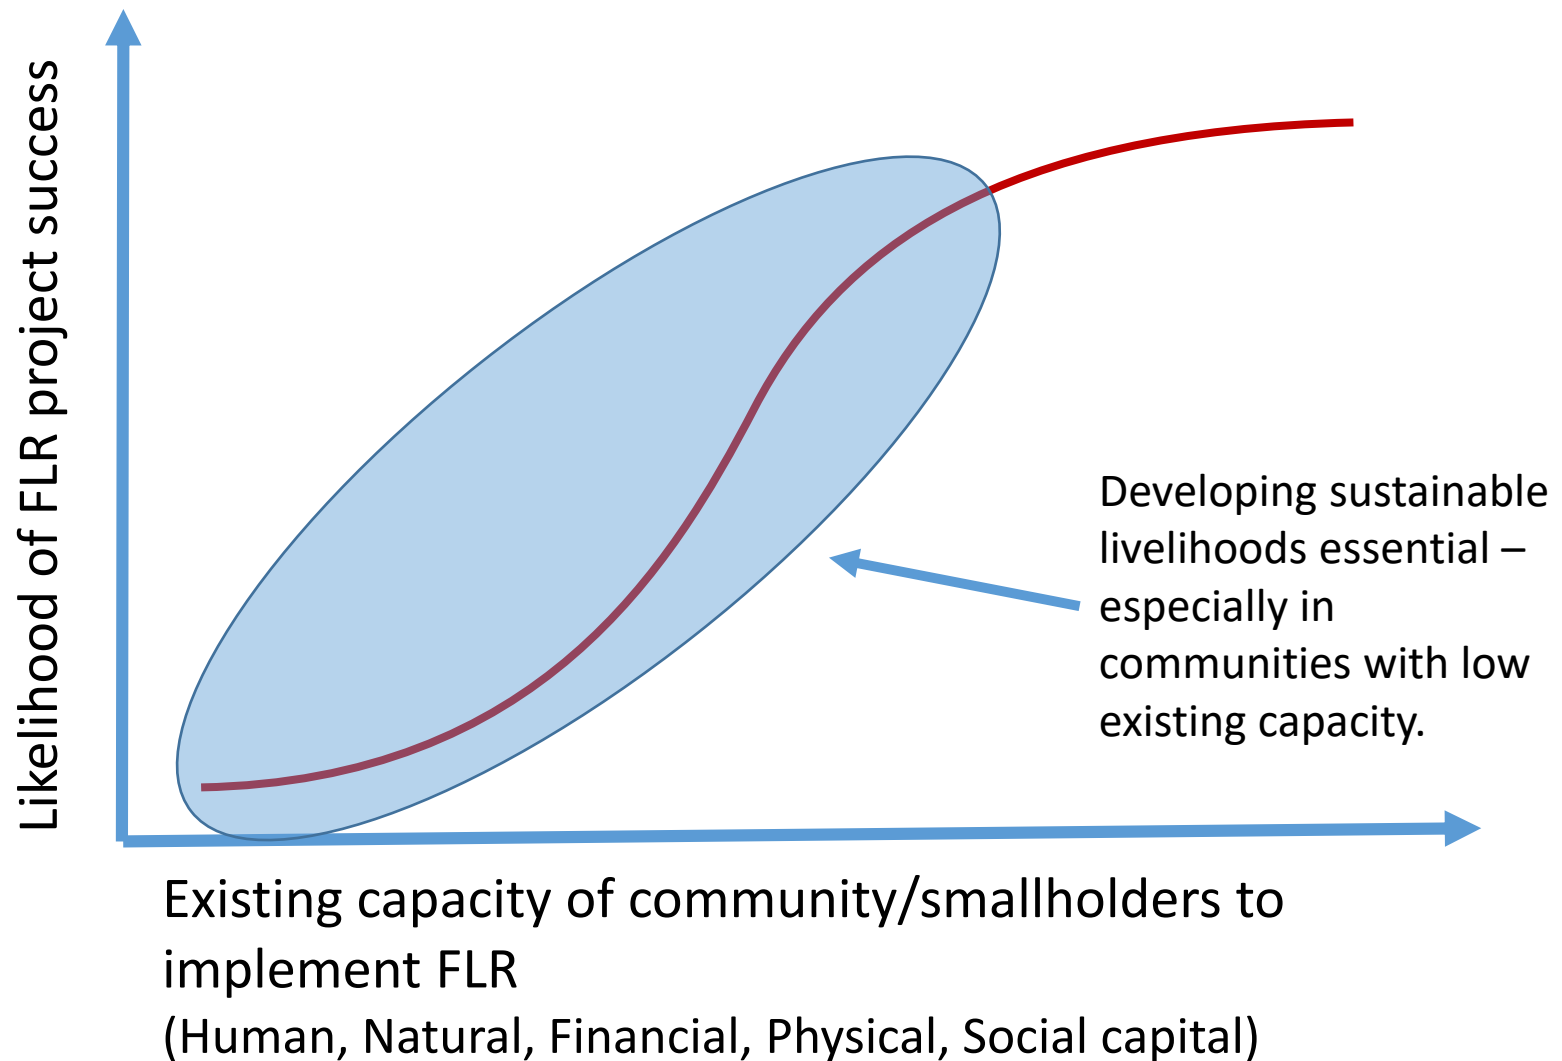 Likelihood of FLR project success
Developing sustainable
livelihoods essential –
especially in
communities with low
existing capacity.
Existing capacity of community/smallholders to
implement FLR
(Human, Natural, Financial, Physical, Social capital)